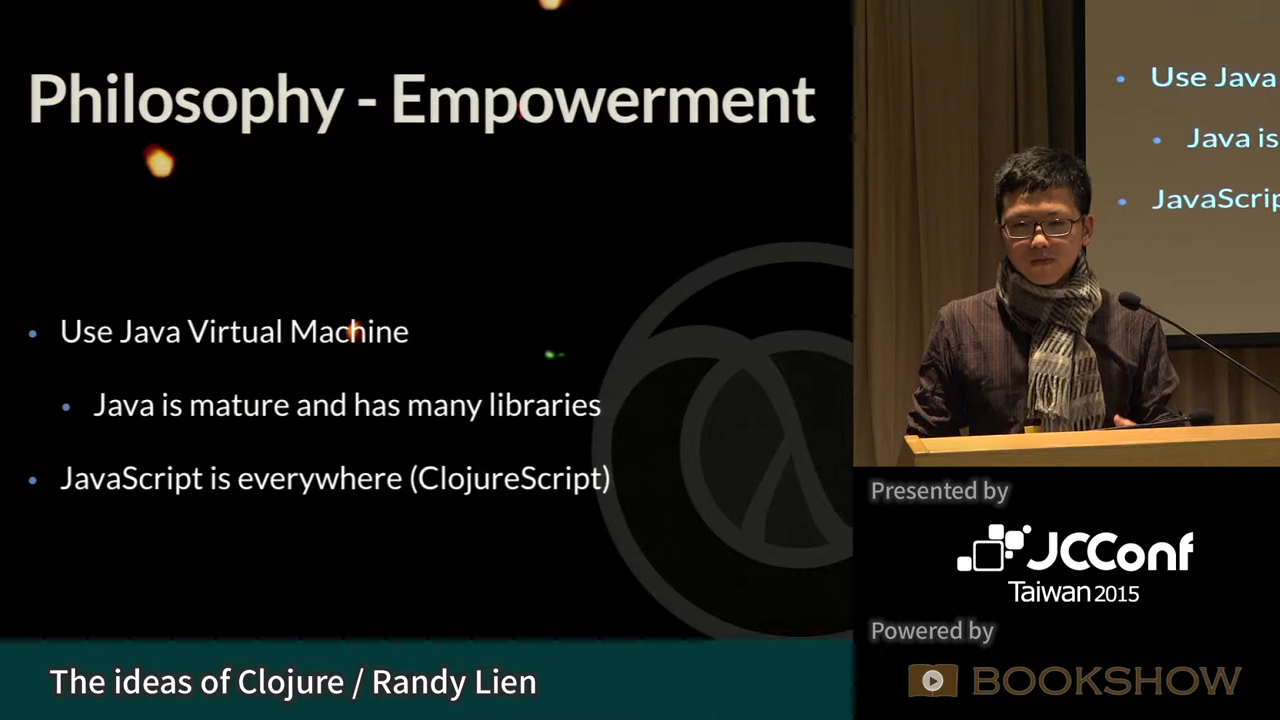 Philosophy - Empowerment
Use Java Virtual Machine
Java is mature and has many libraries
JavaScript is everywhere (ClojureScript)
Use Java
Java is
JavaScrip
Presented by
JCConf
Taiwan 2015
Powered by
BOOKSHOW
The ideas of Clojure / Randy Lien